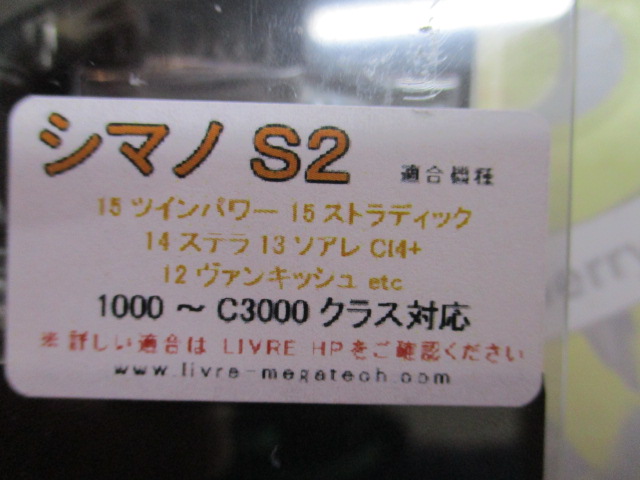 シマノ S2 適合機種
15 ツインパワー 15 ストラディック
14 ステラ 13 ソアレ CI4+
12 ヴァンキッシュ etc
1000 ～ C3000 クラス対応
※ 詳しい適合は LIVRE HPをご確認ください
www.livre-megatech.com